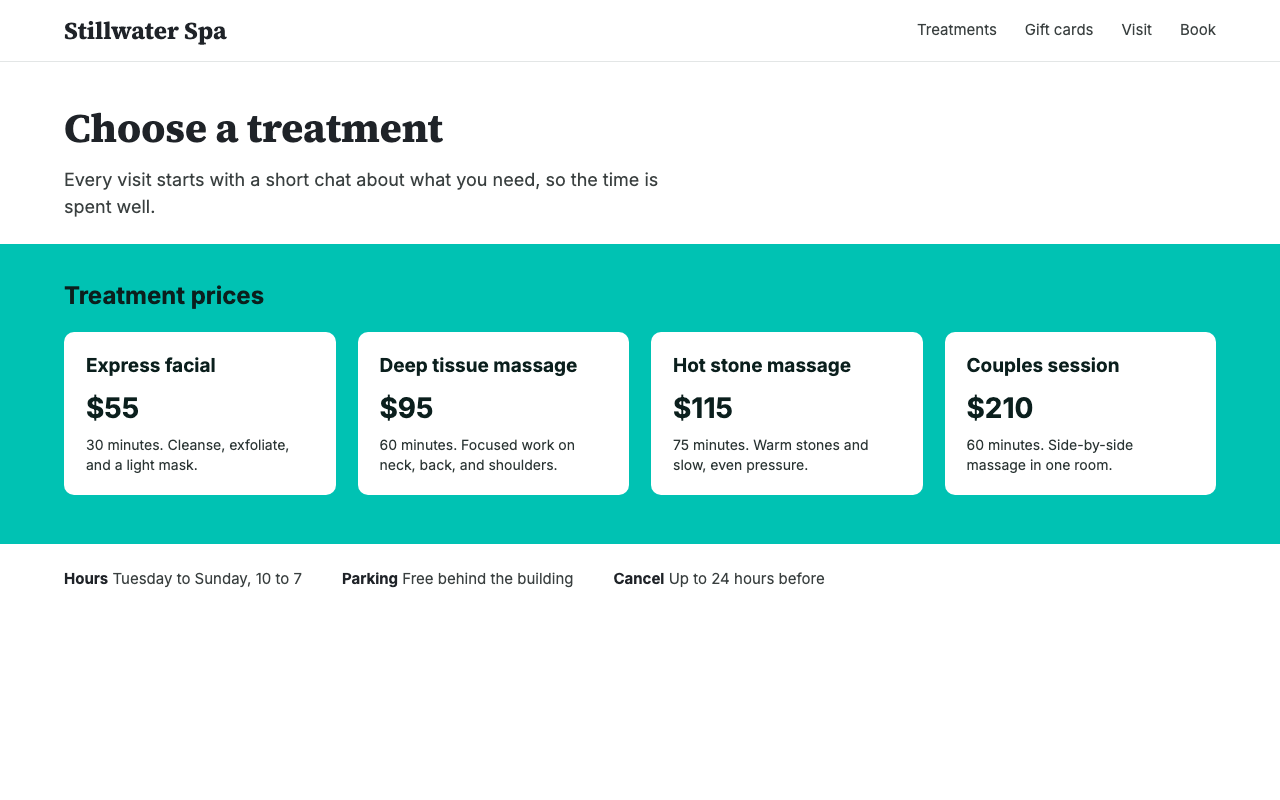 Stillwater Spa
Treatments Gift cards Visit Book
Choose a treatment
Every visit starts with a short chat about what you need, so the time is
spent well.
Treatment prices
Express facial
$55
30 minutes. Cleanse, exfoliate,
and a light mask.
Deep tissue massage
$95
60 minutes. Focused work on
neck, back, and shoulders.
Hot stone massage
$115
75 minutes. Warm stones and
slow, even pressure.
Couples session
$210
60 minutes. Side-by-side
massage in one room.
Hours Tuesday to Sunday, 10 to 7
Parking Free behind the building
Cancel Up to 24 hours before